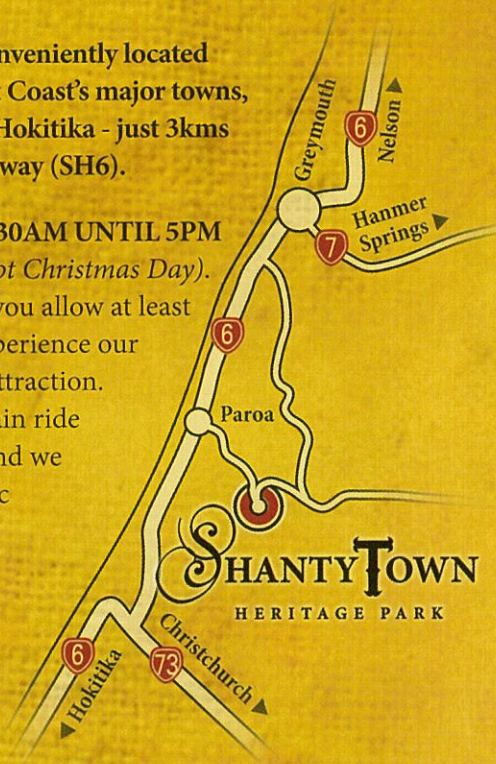 nveniently located
Coast's major towns,
Hokitika - just 3kms
way (SH6).
30AM UNTIL 5PM
pt Christmas Day).
you allow at least
perience our
ttraction.
ain ride
nd we
c
Greymouth
6
Nelson
7
Hanmer
Springs
6
Paroa
SHANTYTOWN
HERITAGE PARK
6
Hokitika
73
Christchurch